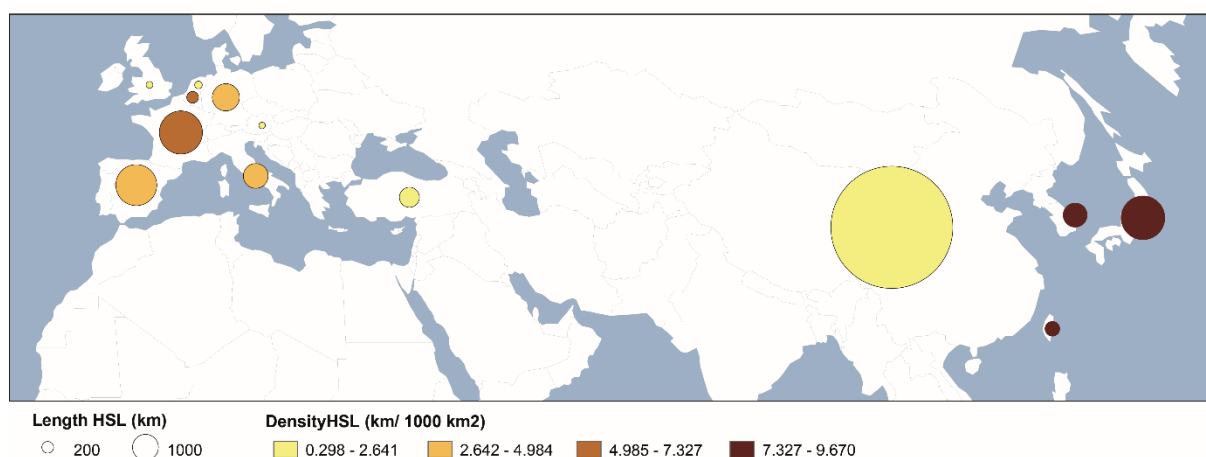 Length HSL (km)
200
1000
DensityHSL (km/ 1000 km2)
0.298 - 2.641
2.642 - 4.984
4.985 - 7.327
7.327 - 9.670